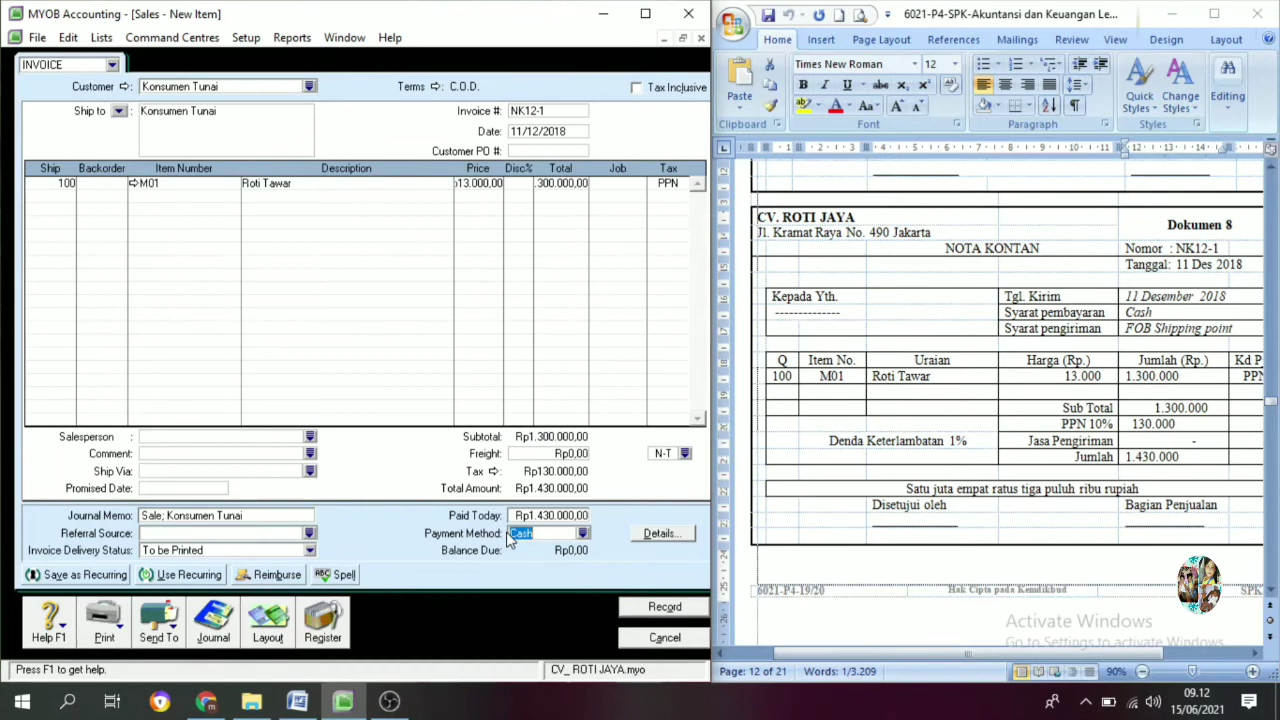 MYOB Accounting - [Sales - New Item]
File Edit Lists Command Centres Setup Reports Window Help
INVOICE
Customer : Konsumen Tunai
Terms : C.O.D.
Tax Inclusive
Ship to : Konsumen Tunai
Invoice #: NK12-1
Date: 11/12/2018
Customer PO #:
Ship Backorder Item Number Description Price Disc% Total Job Tax
100 M01 Roti Tawar 13.000,00 .300.000,00 PPN
Salesperson :
Subtotal: Rp1.300.000,00
Comment:
Freight: Rp0,00 N-T
Ship Via:
Tax : Rp130.000,00
Promised Date:
Total Amount: Rp1.430.000,00
Journal Memo: Sale; Konsumen Tunai
Paid Today: Rp1.430.000,00
Referral Source:
Payment Method: Cash Details...
Invoice Delivery Status: To be Printed
Balance Due: Rp0,00
Save as Recurring Use Recurring Reimburse ABC Spell
Help F1 Print Send To Journal Layout Register
Record
Cancel
Press F1 to get help. CV_ ROTI JAYA.myo
6021-P4-SPK-Akuntansi dan Keuangan Le...
Home Insert Page Layout References Mailings Review View Design Layout
Times New Roman 12
Paste
Quick Styles
Change Styles
Editing
Clipboard Font Paragraph Styles
CV. ROTI JAYA
Jl. Kramat Raya No. 490 Jakarta
Dokumen 8
NOTA KONTAN
Nomor : NK12-1
Tanggal: 11 Des 2018
Kepada Yth.
--------------
Tgl. Kirim 11 Desember 2018
Syarat pembayaran Cash
Syarat pengiriman FOB Shipping point
Q Item No. Uraian Harga (Rp.) Jumlah (Rp.) Kd P
100 M01 Roti Tawar 13.000 1.300.000 PPN
Sub Total 1.300.000
PPN 10% 130.000
Denda Keterlambatan 1% Jasa Pengiriman -
Jumlah 1.430.000
Satu juta empat ratus tiga puluh ribu rupiah
Disetujui oleh Bagian Penjualan
6021-P4-19/20 Hak Cipta pada Kemdikbud SPK
Activate Windows
Go to Settings to activate Windows.
Page: 12 of 21 Words: 1/3.209 90%
09.12
15/06/2021